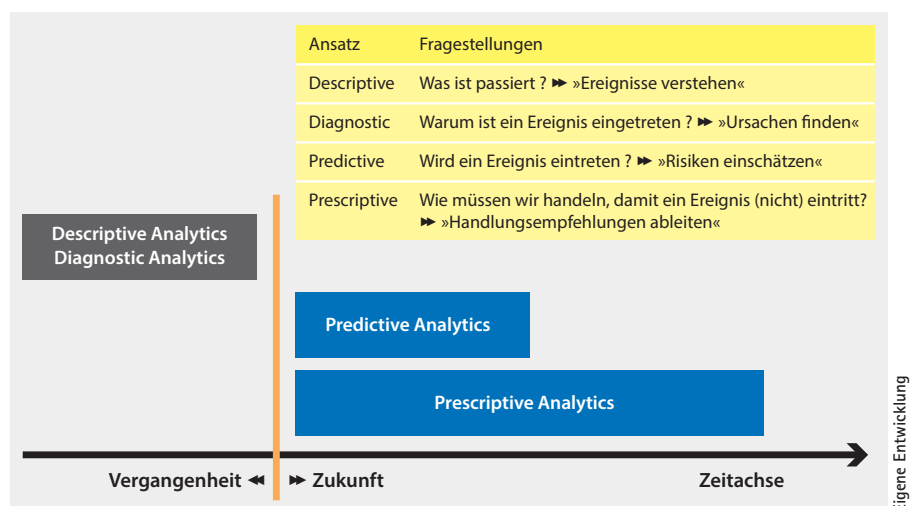 Ansatz Fragestellungen
Descriptive Was ist passiert ? ►► »Ereignisse verstehen«
Diagnostic Warum ist ein Ereignis eingetreten ? ►► »Ursachen finden«
Predictive Wird ein Ereignis eintreten ? ►► »Risiken einschätzen«
Prescriptive Wie müssen wir handeln, damit ein Ereignis (nicht) eintritt?
►► »Handlungsempfehlungen ableiten«
Descriptive Analytics
Diagnostic Analytics
Predictive Analytics
Prescriptive Analytics
Vergangenheit ◄◄ ►► Zukunft Zeitachse
Eigene Entwicklung